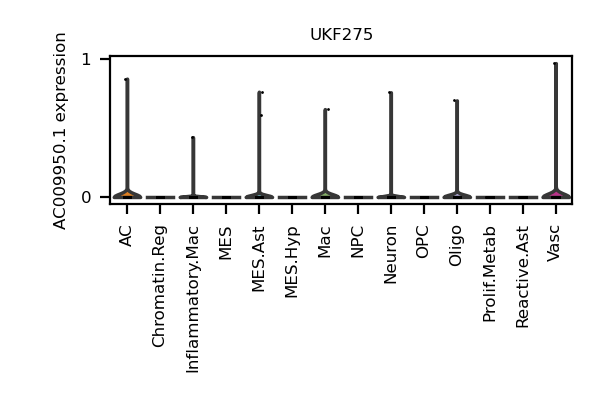 UKF275
AC009950.1 expression
1
0
AC
Chromatin.Reg
Inflammatory.Mac
MES
MES.Ast
MES.Hyp
Mac
NPC
Neuron
OPC
Oligo
Prolif.Metab
Reactive.Ast
Vasc